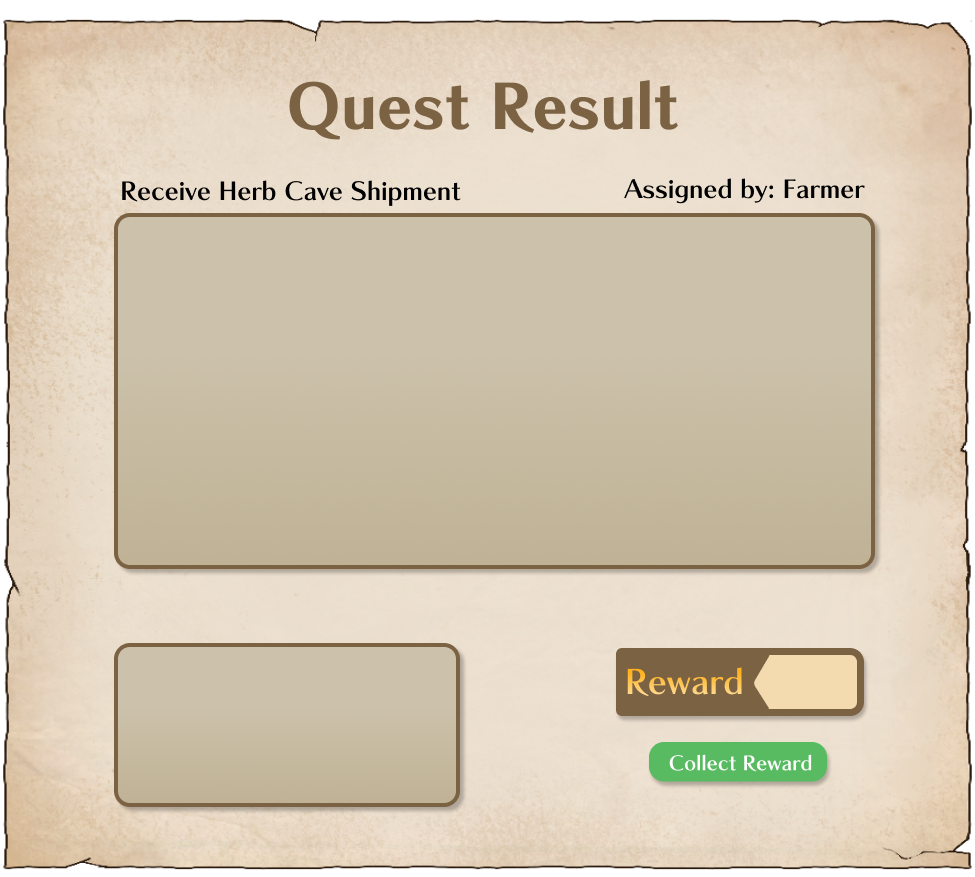 Quest Result
Receive Herb Cave Shipment
Assigned by: Farmer
Reward
Collect Reward